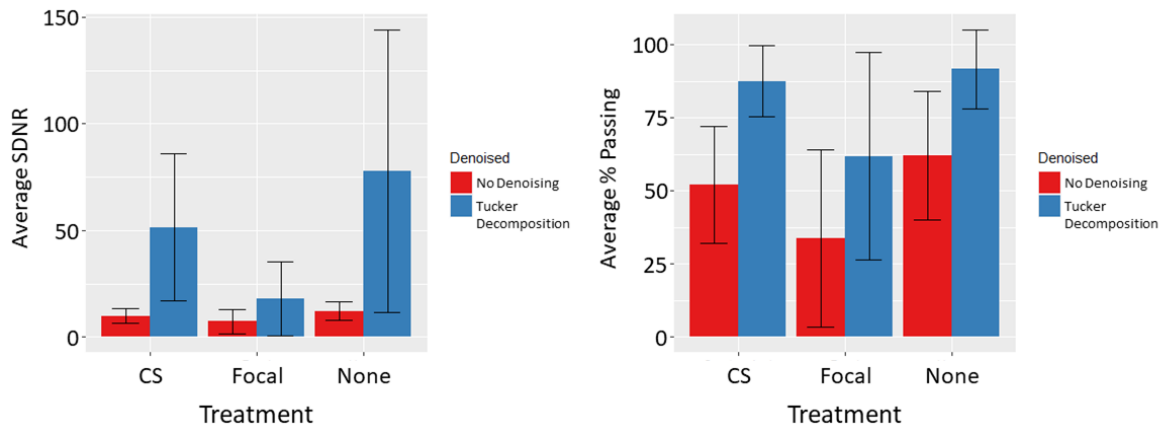 150
100
50
0
Average SDNR
CS Focal None
Treatment
Denoised
No Denoising
Tucker
Decomposition
100
75
50
25
0
Average % Passing
CS Focal None
Treatment
Denoised
No Denoising
Tucker
Decomposition